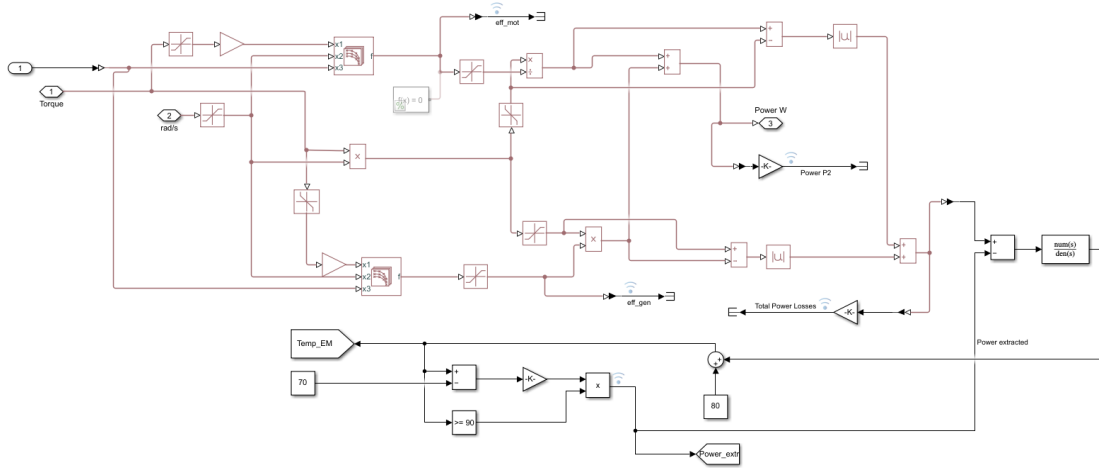 eff_mot
x1
x2
x3
f
1
1
Torque
2
rad/s
f(x) = 0
×
÷
+
−
|u|
+
+
Power W
3
-K-
Power P2
×
x1
x2
x3
f
×
+
−
|u|
+
+
eff_gen
+
−
num(s)
den(s)
Total Power Losses
-K-
Power extracted
Temp_EM
70
+
−
-K-
×
>= 90
+
+
80
Power_extr